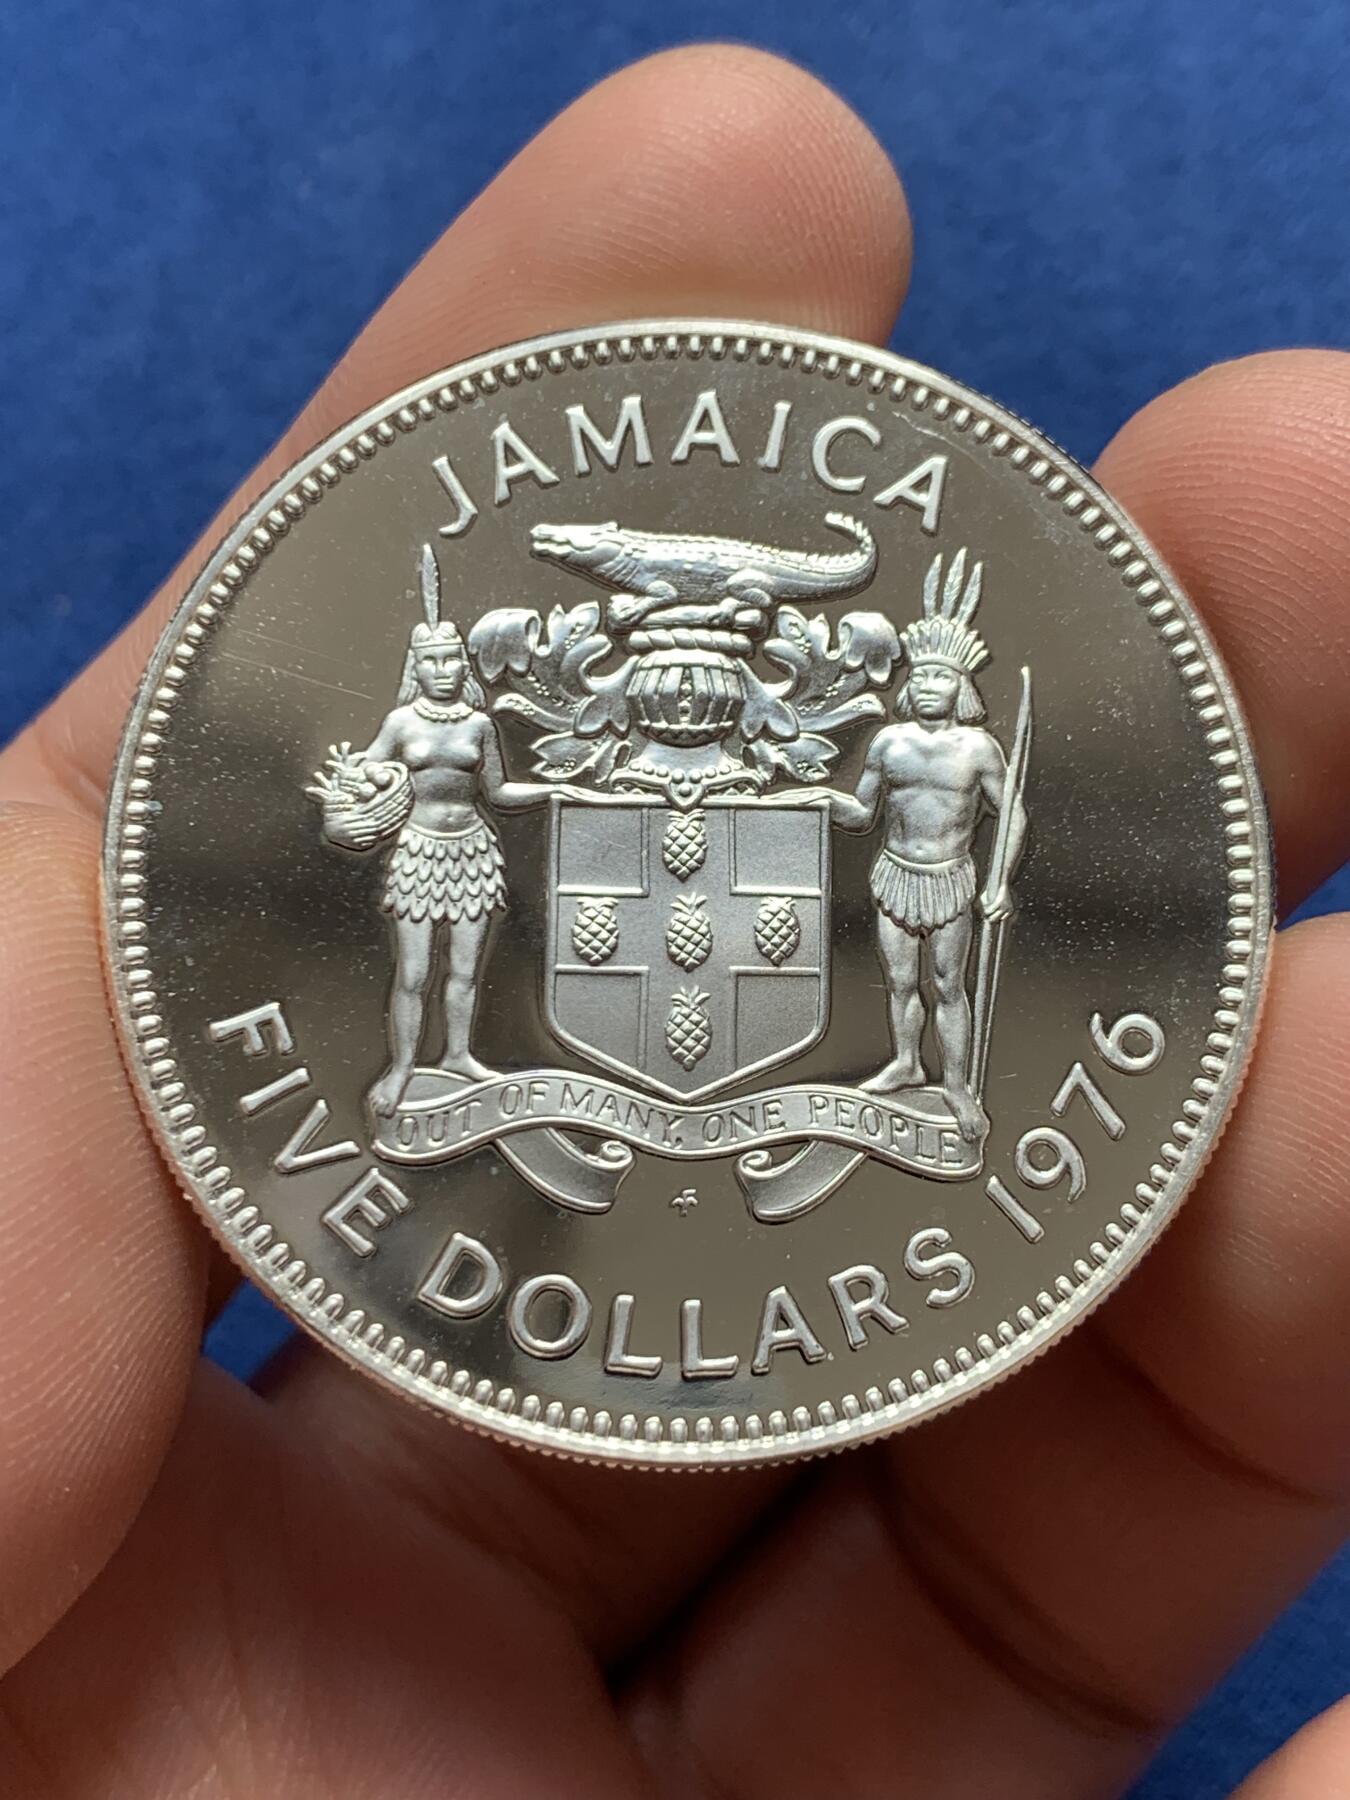 JAMAICA
OUT OF MANY, ONE PEOPLE
FIVE DOLLARS 1976